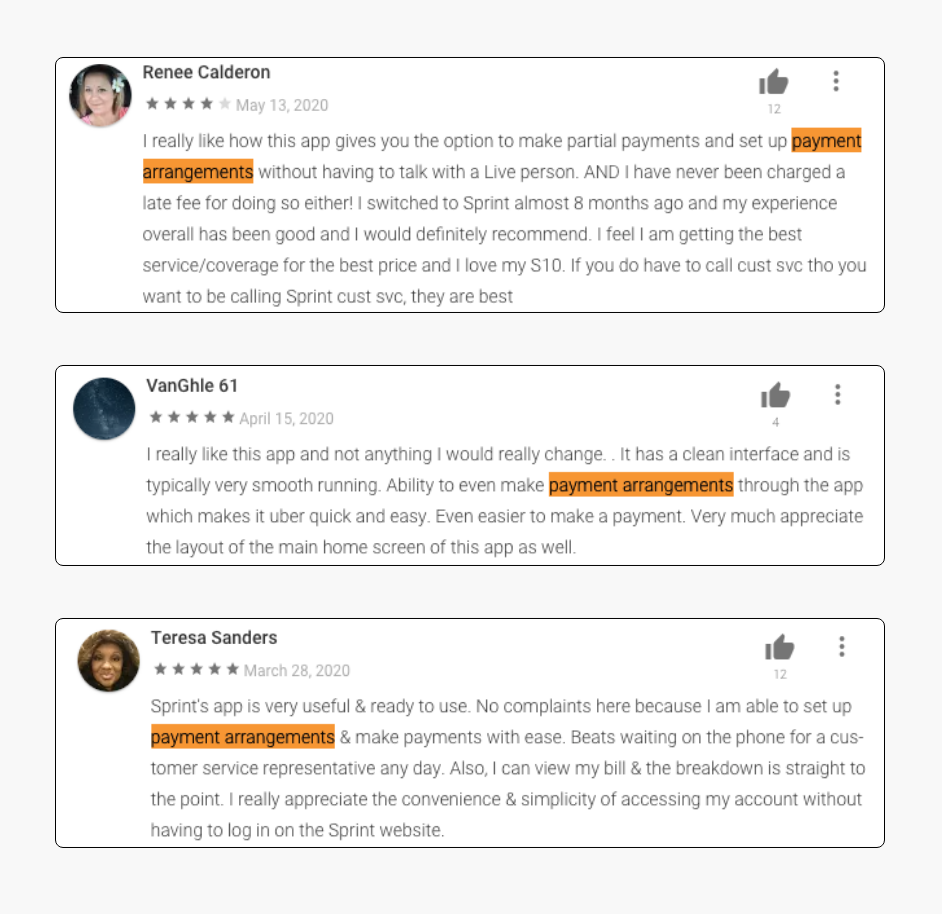 Renee Calderon
May 13, 2020
12
I really like how this app gives you the option to make partial payments and set up payment
arrangements without having to talk with a Live person. AND I have never been charged a
late fee for doing so either! I switched to Sprint almost 8 months ago and my experience
overall has been good and I would definitely recommend. I feel I am getting the best
service/coverage for the best price and I love my S10. If you do have to call cust svc tho you
want to be calling Sprint cust svc, they are best
VanGhle 61
April 15, 2020
4
I really like this app and not anything I would really change. . It has a clean interface and is
typically very smooth running. Ability to even make payment arrangements through the app
which makes it uber quick and easy. Even easier to make a payment. Very much appreciate
the layout of the main home screen of this app as well.
Teresa Sanders
March 28, 2020
12
Sprint's app is very useful & ready to use. No complaints here because I am able to set up
payment arrangements & make payments with ease. Beats waiting on the phone for a cus-
tomer service representative any day. Also, I can view my bill & the breakdown is straight to
the point. I really appreciate the convenience & simplicity of accessing my account without
having to log in on the Sprint website.